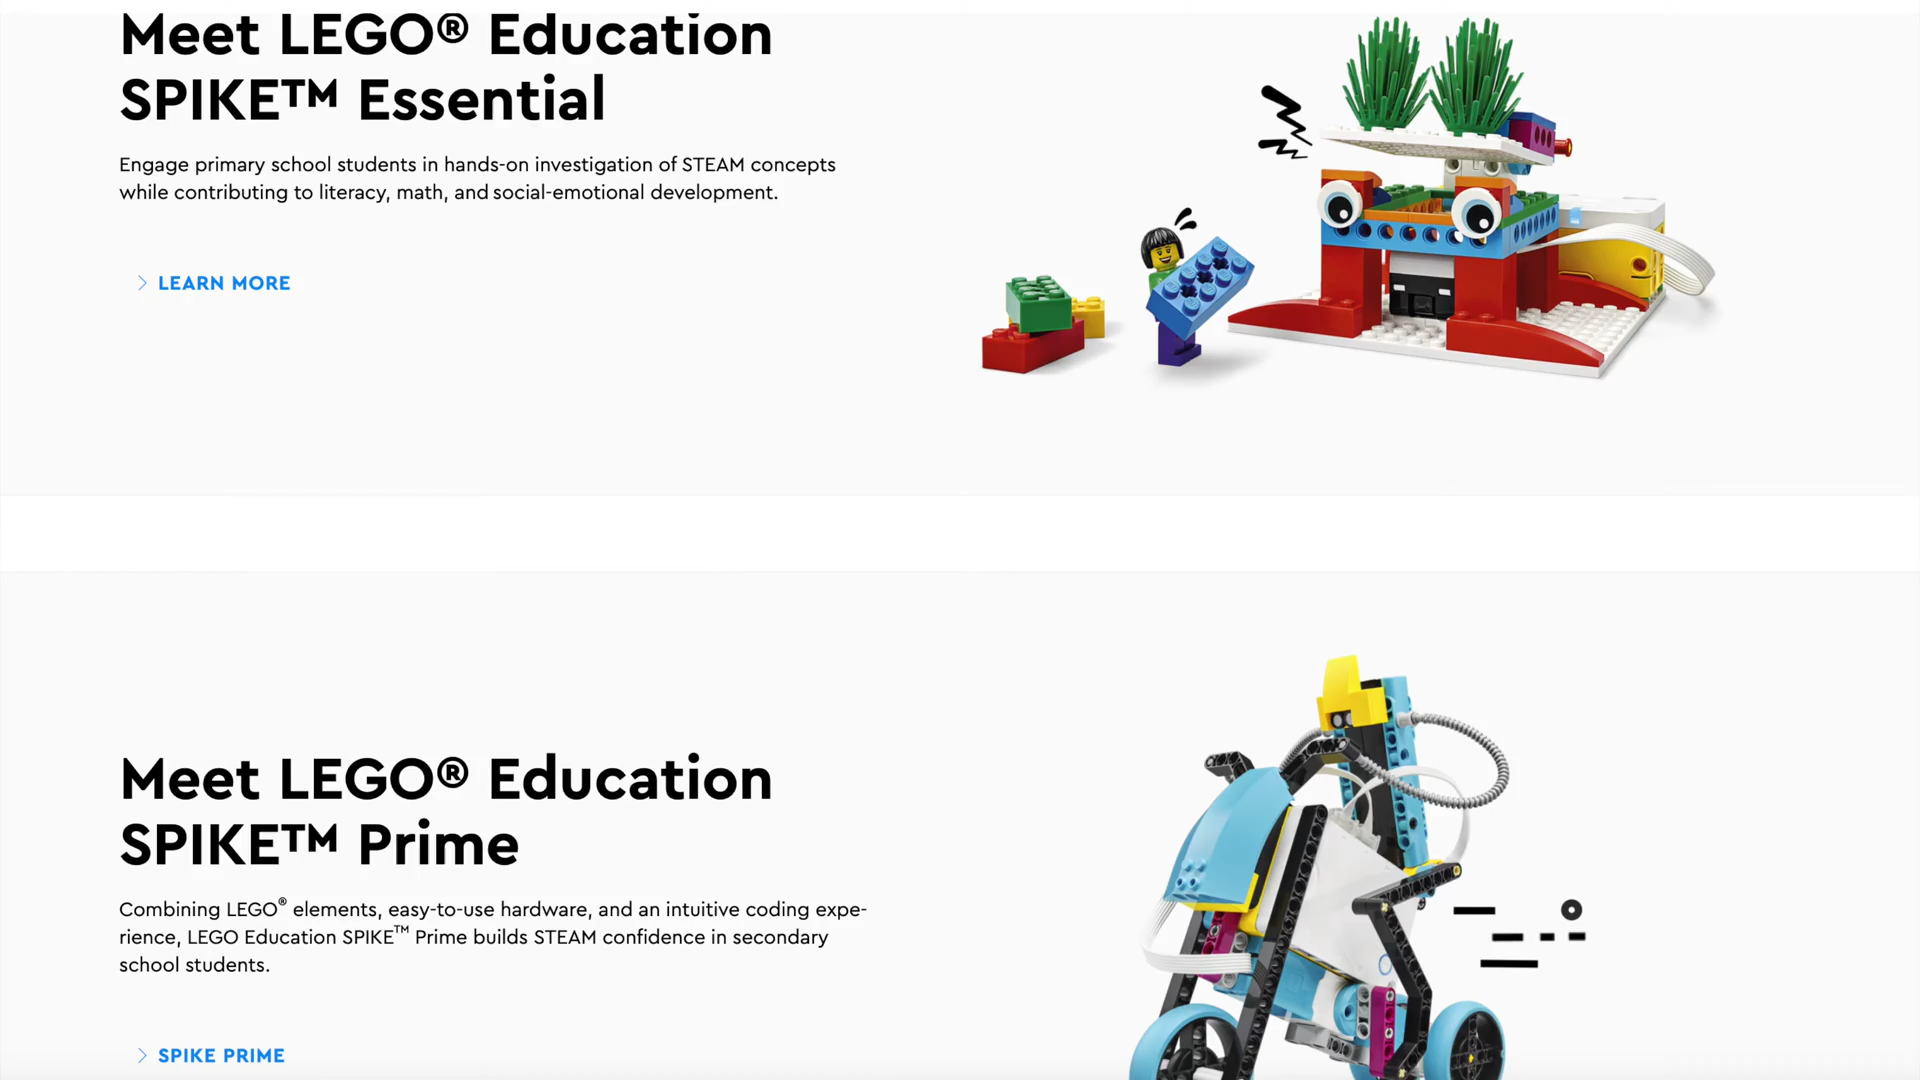 Meet LEGO® Education
SPIKE™ Essential
Engage primary school students in hands-on investigation of STEAM concepts
while contributing to literacy, math, and social-emotional development.
LEARN MORE
Meet LEGO® Education
SPIKE™ Prime
Combining LEGO® elements, easy-to-use hardware, and an intuitive coding expe-
rience, LEGO Education SPIKE™ Prime builds STEAM confidence in secondary
school students.
SPIKE PRIME